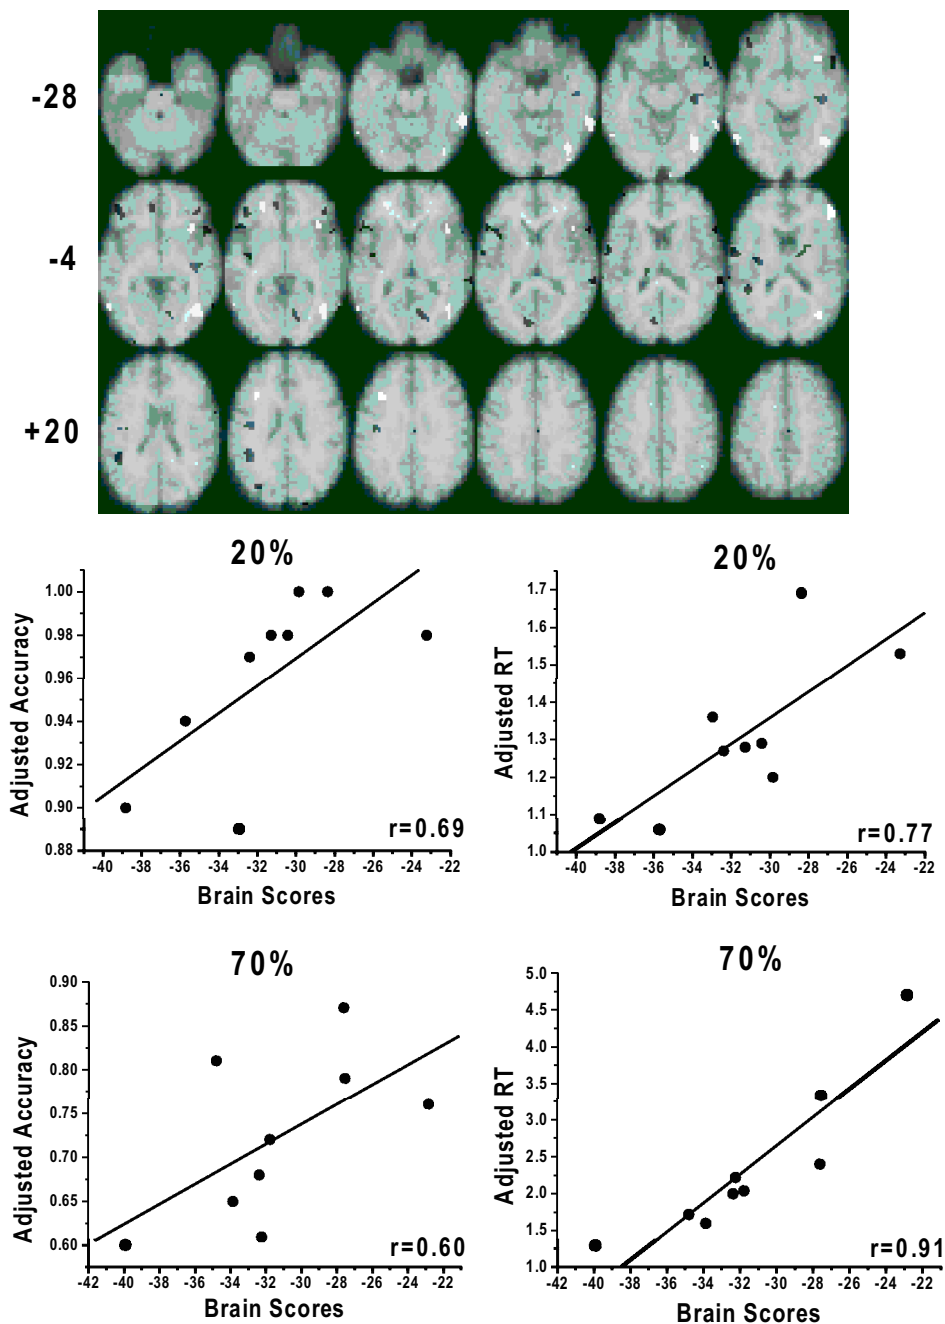 -28
-4
+20
20%
1.00
0.98
0.96
0.94
0.92
0.90
0.88
Adjusted Accuracy
r=0.69
-40 -38 -36 -34 -32 -30 -28 -26 -24 -22
Brain Scores
20%
1.7
1.6
1.5
1.4
1.3
1.2
1.1
1.0
Adjusted RT
r=0.77
-40 -38 -36 -34 -32 -30 -28 -26 -24 -22
Brain Scores
70%
0.90
0.85
0.80
0.75
0.70
0.65
0.60
Adjusted Accuracy
r=0.60
-42 -40 -38 -36 -34 -32 -30 -28 -26 -24 -22
Brain Scores
70%
5.0
4.5
4.0
3.5
3.0
2.5
2.0
1.5
1.0
Adjusted RT
r=0.91
-42 -40 -38 -36 -34 -32 -30 -28 -26 -24 -22
Brain Scores